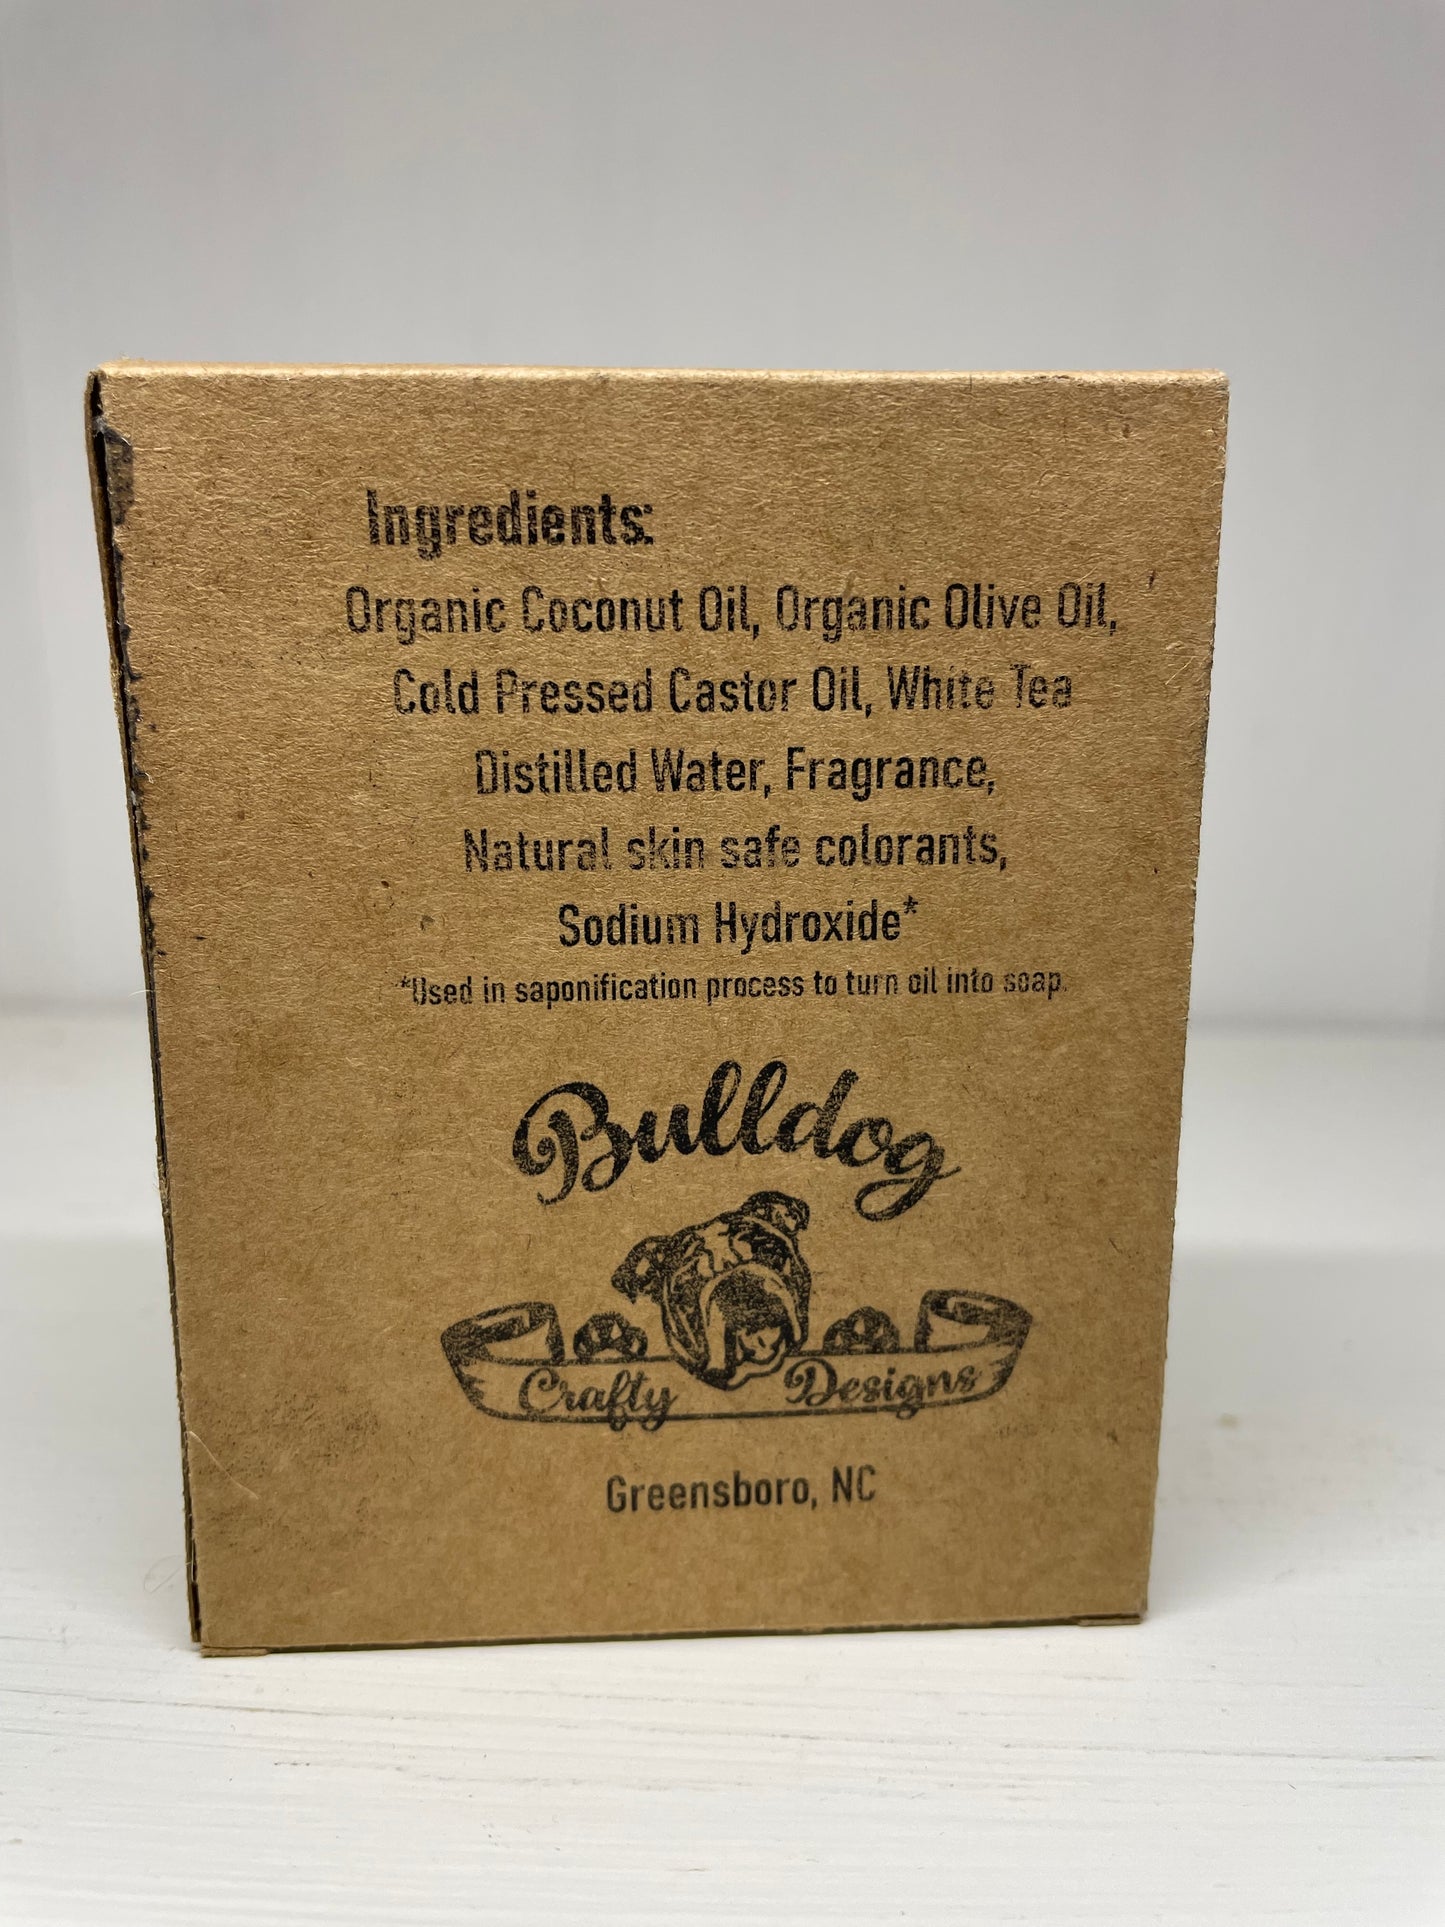 Ingredients:
Organic Coconut Oil, Organic Olive Oil,
Cold Pressed Castor Oil, White Tea
Distilled Water, Fragrance,
Natural skin safe colorants,
Sodium Hydroxide*
*Used in saponification process to turn oil into soap.
Bulldog
Crafty Designs
Greensboro, NC